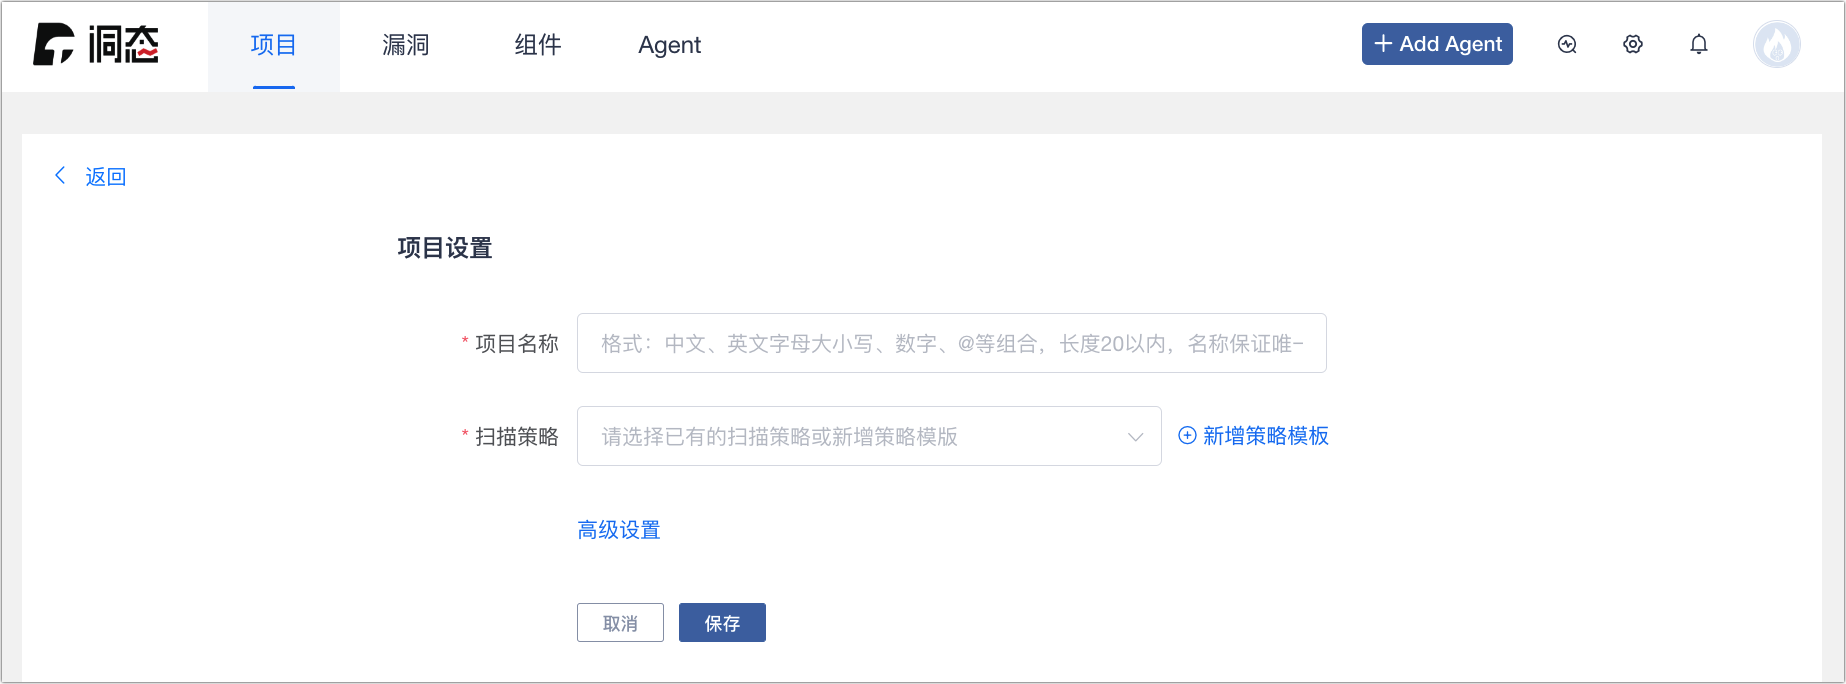 洞态 项目 漏洞 组件 Agent + Add Agent
返回
项目设置
* 项目名称 格式：中文、英文字母大小写、数字、@等组合，长度20以内，名称保证唯一
* 扫描策略 请选择已有的扫描策略或新增策略模版 新增策略模板
高级设置
取消 保存